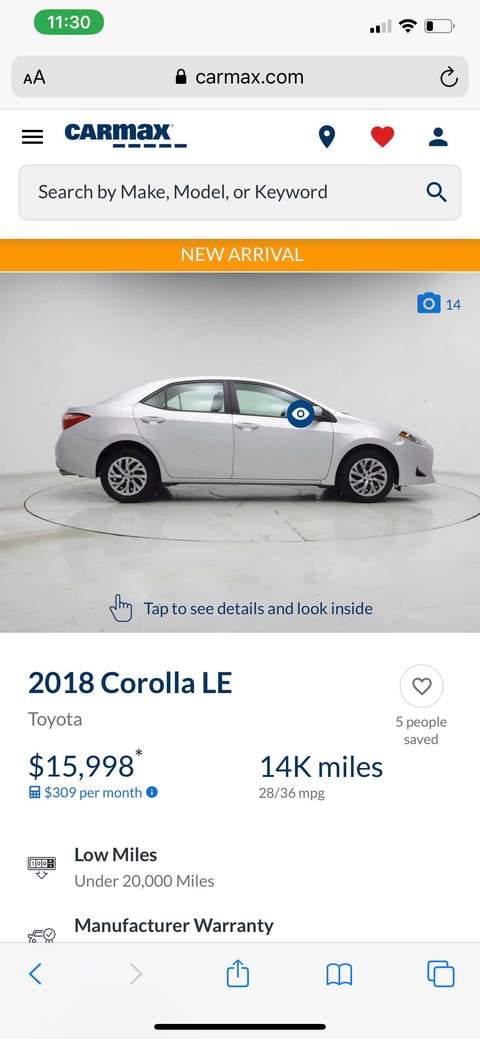 11:30
AA carmax.com
CARMAX
Search by Make, Model, or Keyword
NEW ARRIVAL
14
Tap to see details and look inside
2018 Corolla LE
Toyota
5 people
saved
$15,998* 14K miles
$309 per month 28/36 mpg
Low Miles
Under 20,000 Miles
Manufacturer Warranty